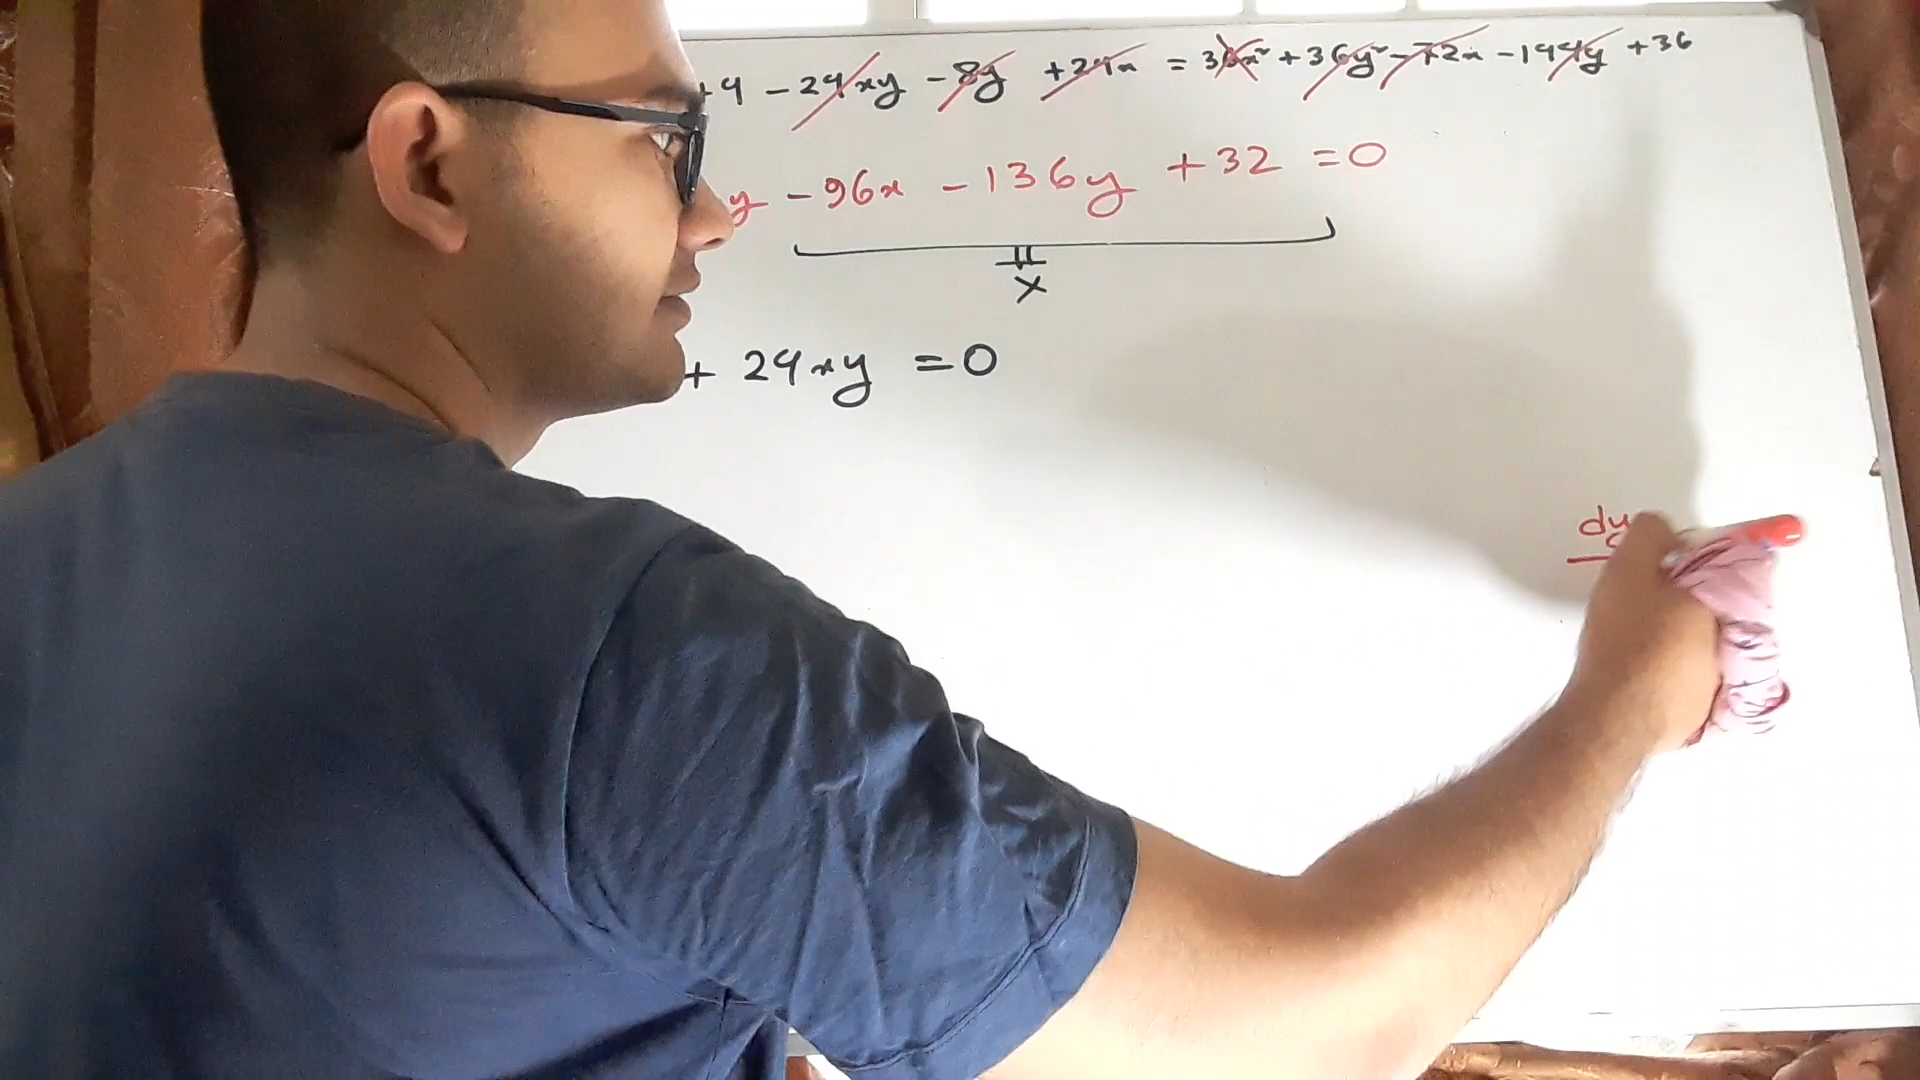 +4 - 24xy - 8y + 24x = 36x² + 36y² - 72x - 144y + 36
y - 96x - 136y + 32 = 0
x
+ 24xy = 0
dy